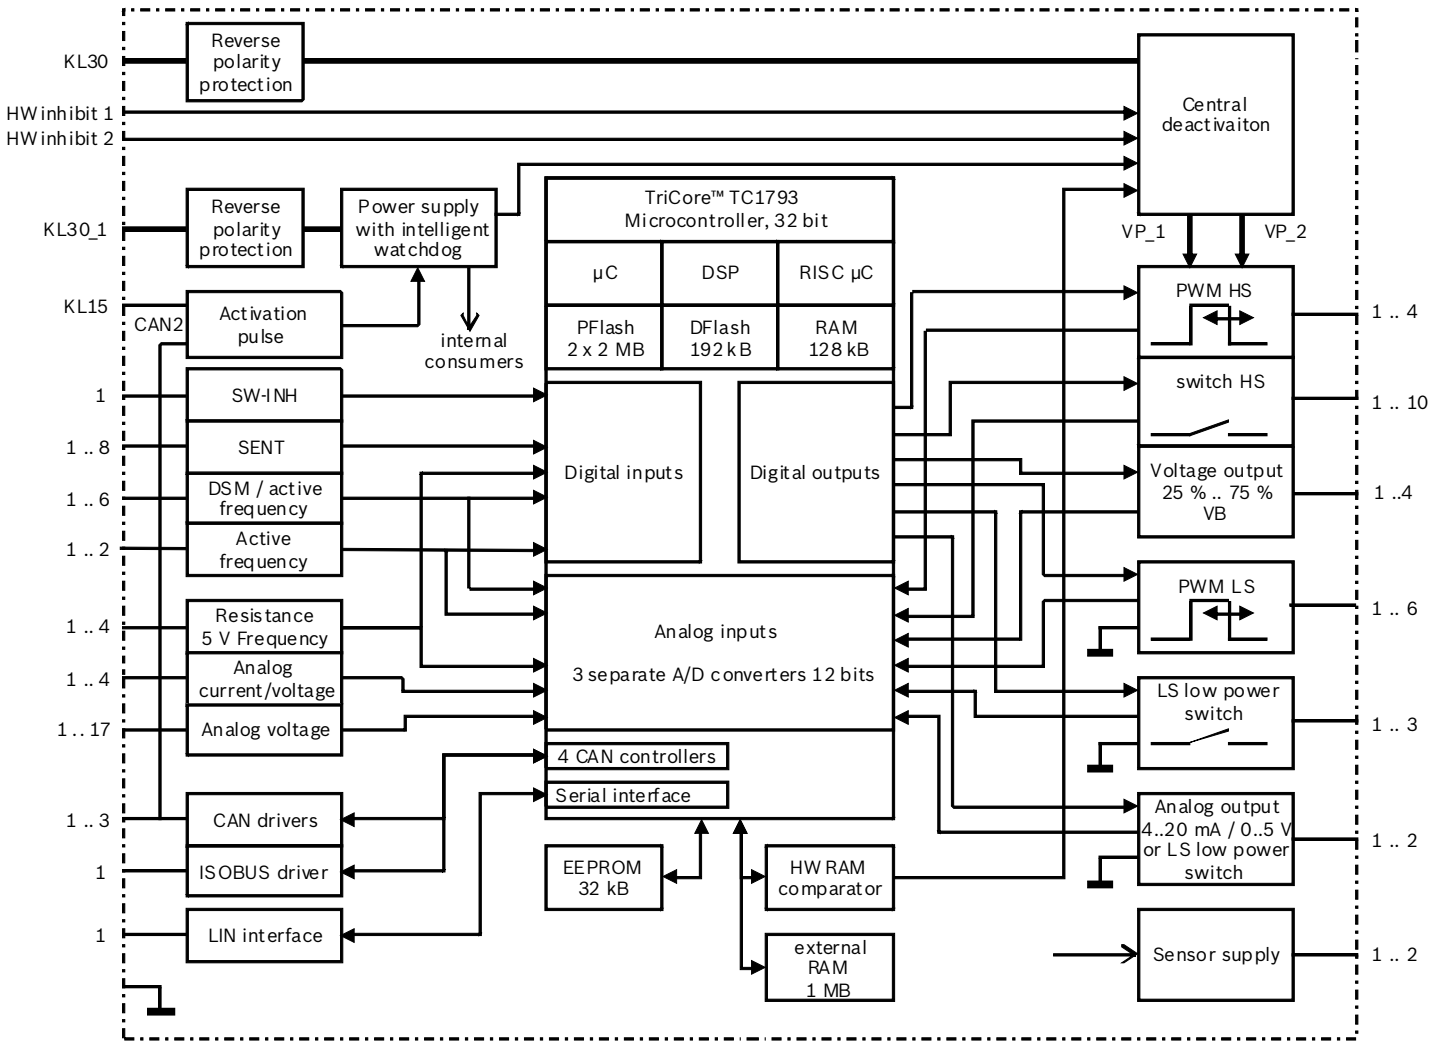 KL30
Reverse
polarity
protection
HW inhibit 1
HW inhibit 2
Central
deactivaiton
KL30_1
Reverse
polarity
protection
Power supply
with intelligent
watchdog
TriCore™ TC1793
Microcontroller, 32 bit
µC
DSP
RISC µC
PFlash
2 x 2 MB
DFlash
192 kB
RAM
128 kB
VP_1
VP_2
KL15
CAN2
Activation
pulse
internal
consumers
PWM HS
1 .. 4
1
SW-INH
switch HS
1 .. 10
1 .. 8
SENT
Digital inputs
Digital outputs
Voltage output
25 % .. 75 %
VB
1 ..4
1 .. 6
DSM / active
frequency
1 .. 2
Active
frequency
PWM LS
1 .. 6
1 .. 4
Resistance
5 V Frequency
Analog inputs
3 separate A/D converters 12 bits
1 .. 4
Analog
current/voltage
LS low power
switch
1 .. 3
1 .. 17
Analog voltage
4 CAN controllers
Serial interface
1 .. 3
CAN drivers
Analog output
4..20 mA / 0..5 V
or LS low power
switch
1 .. 2
1
ISOBUS driver
EEPROM
32 kB
HW RAM
comparator
1
LIN interface
external
RAM
1 MB
Sensor supply
1 .. 2